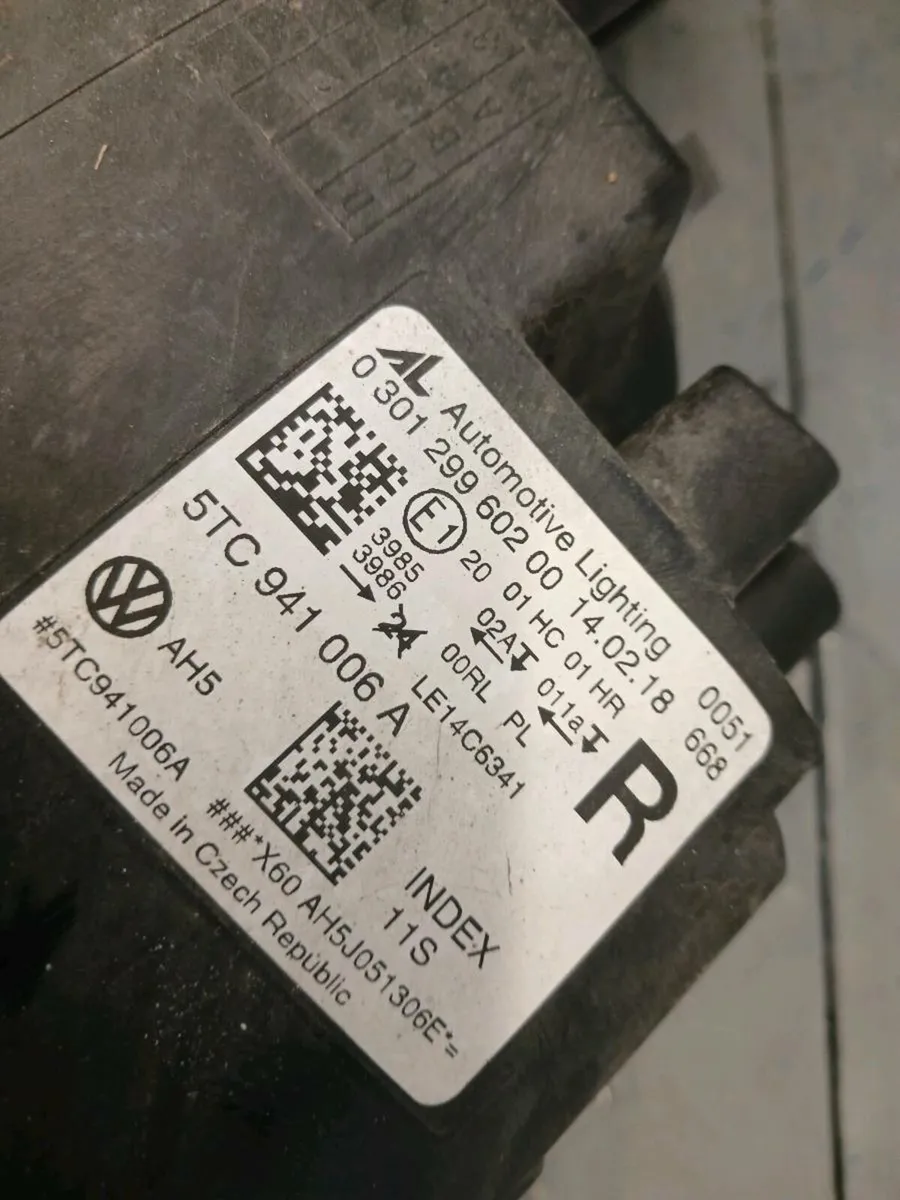 AL Automotive Lighting
0 301 299 602 00 14.02.18 0051
668
E1 20 01 HC 01 HR
3985
3986
02A
011a
24
00RL PL
5TC 941 006 A
LE14C6341
R
VW AH5
#5TC941006A
INDEX
11S
###*X60 AH5J051306E*=
Made in Czech Republic